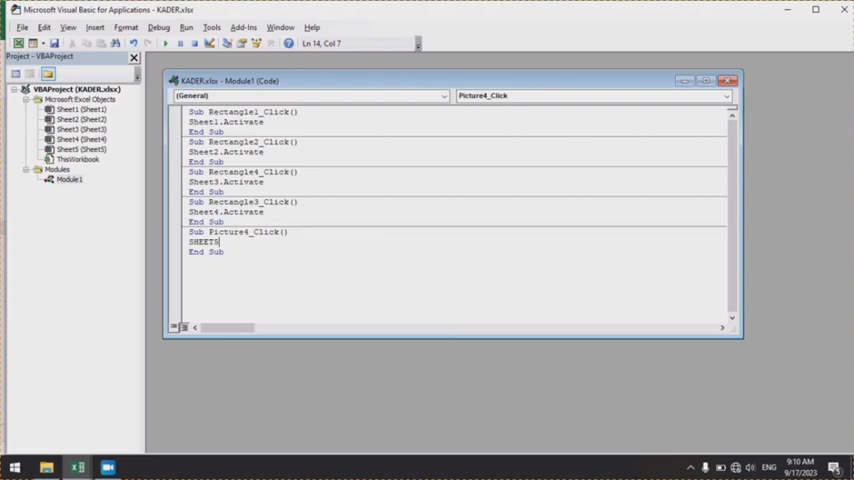 Microsoft Visual Basic for Applications - KADER.xlsx
File Edit View Insert Format Debug Run Tools Add-Ins Window Help
Ln 14, Col 7
Project - VBAProject
VBAProject (KADER.xlsx)
Microsoft Excel Objects
Sheet1 (Sheet1)
Sheet2 (Sheet2)
Sheet3 (Sheet3)
Sheet4 (Sheet4)
Sheet5 (Sheet5)
ThisWorkbook
Modules
Module1
KADER.xlsx - Module1 (Code)
(General) Picture4_Click
Sub Rectangle1_Click()
Sheet1.Activate
End Sub
Sub Rectangle2_Click()
Sheet2.Activate
End Sub
Sub Rectangle4_Click()
Sheet3.Activate
End Sub
Sub Rectangle3_Click()
Sheet4.Activate
End Sub
Sub Picture4_Click()
SHEET5
End Sub
ENG
9:10 AM
9/17/2023